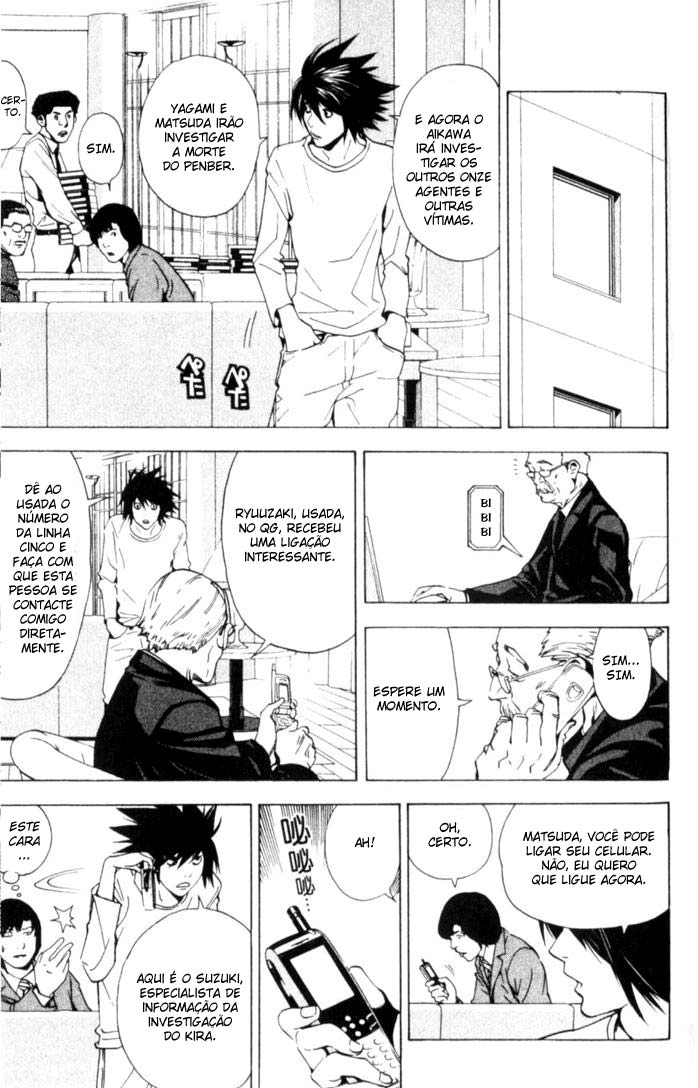 E AGORA O
AIKAWA
IRÁ INVES-
TIGAR OS
OUTROS ONZE
AGENTES E
OUTRAS
VÍTIMAS.
YAGAMI E
MATSUDA IRÃO
INVESTIGAR
A MORTE
DO PENBER.
SIM.
CER-
TO.
ペタ
ペタ
BI
BI
BI
SIM...
SIM.
ESPERE UM
MOMENTO.
RYUUZAKI, USADA,
NO QG, RECEBEU
UMA LIGAÇÃO
INTERESSANTE.
DÊ AO
USADA O
NÚMERO
DA LINHA
CINCO E
FAÇA COM
QUE ESTA
PESSOA SE
CONTACTE
COMIGO
DIRETA-
MENTE.
MATSUDA, VOCÊ PODE
LIGAR SEU CELULAR.
NÃO, EU QUERO
QUE LIGUE AGORA.
OH,
CERTO.
AH!
ESTE
CARA
...
AQUI É O SUZUKI,
ESPECIALISTA DE
INFORMAÇÃO DA
INVESTIGAÇÃO
DO KIRA.